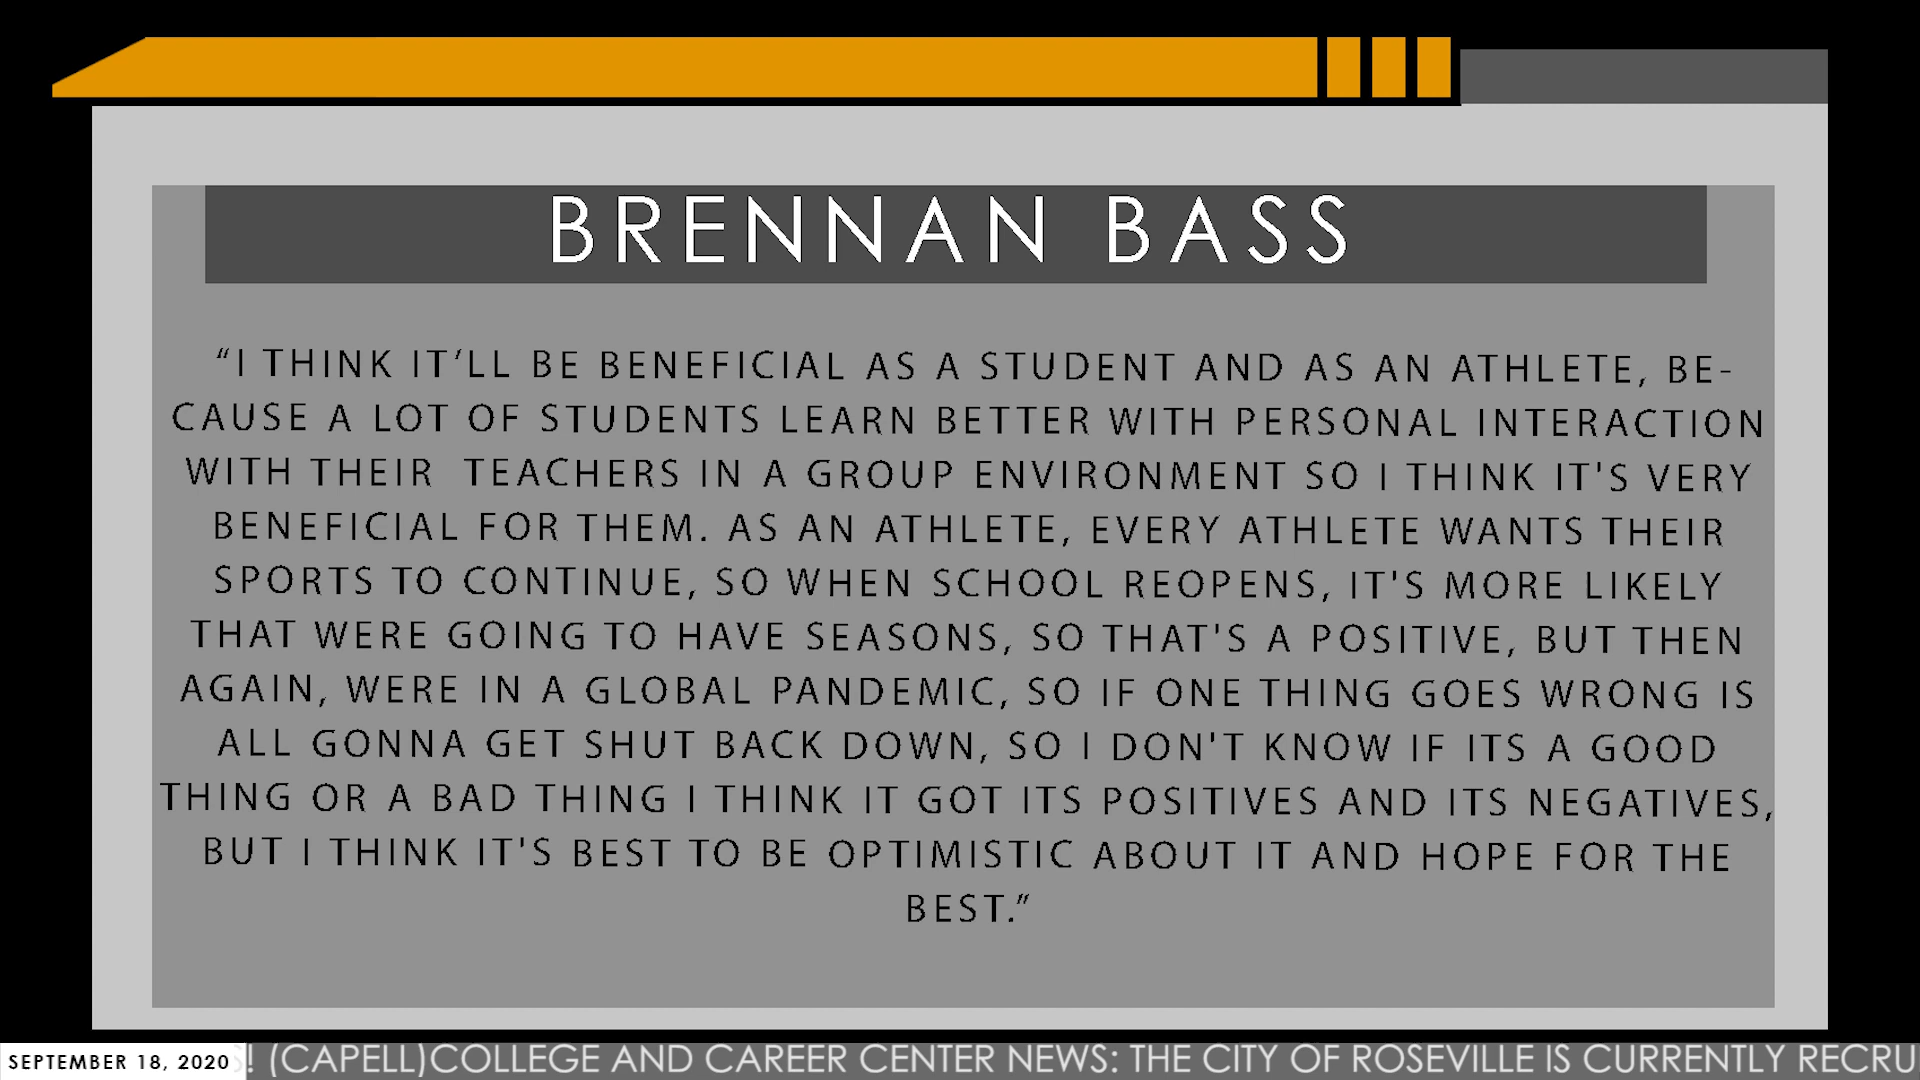 BRENNAN BASS
“I THINK IT’LL BE BENEFICIAL AS A STUDENT AND AS AN ATHLETE, BE-
CAUSE A LOT OF STUDENTS LEARN BETTER WITH PERSONAL INTERACTION
WITH THEIR TEACHERS IN A GROUP ENVIRONMENT SO I THINK IT'S VERY
BENEFICIAL FOR THEM. AS AN ATHLETE, EVERY ATHLETE WANTS THEIR
SPORTS TO CONTINUE, SO WHEN SCHOOL REOPENS, IT'S MORE LIKELY
THAT WERE GOING TO HAVE SEASONS, SO THAT'S A POSITIVE, BUT THEN
AGAIN, WERE IN A GLOBAL PANDEMIC, SO IF ONE THING GOES WRONG IS
ALL GONNA GET SHUT BACK DOWN, SO I DON'T KNOW IF ITS A GOOD
THING OR A BAD THING I THINK IT GOT ITS POSITIVES AND ITS NEGATIVES,
BUT I THINK IT'S BEST TO BE OPTIMISTIC ABOUT IT AND HOPE FOR THE
BEST.”
SEPTEMBER 18, 2020 ! (CAPELL)COLLEGE AND CAREER CENTER NEWS: THE CITY OF ROSEVILLE IS CURRENTLY RECRU